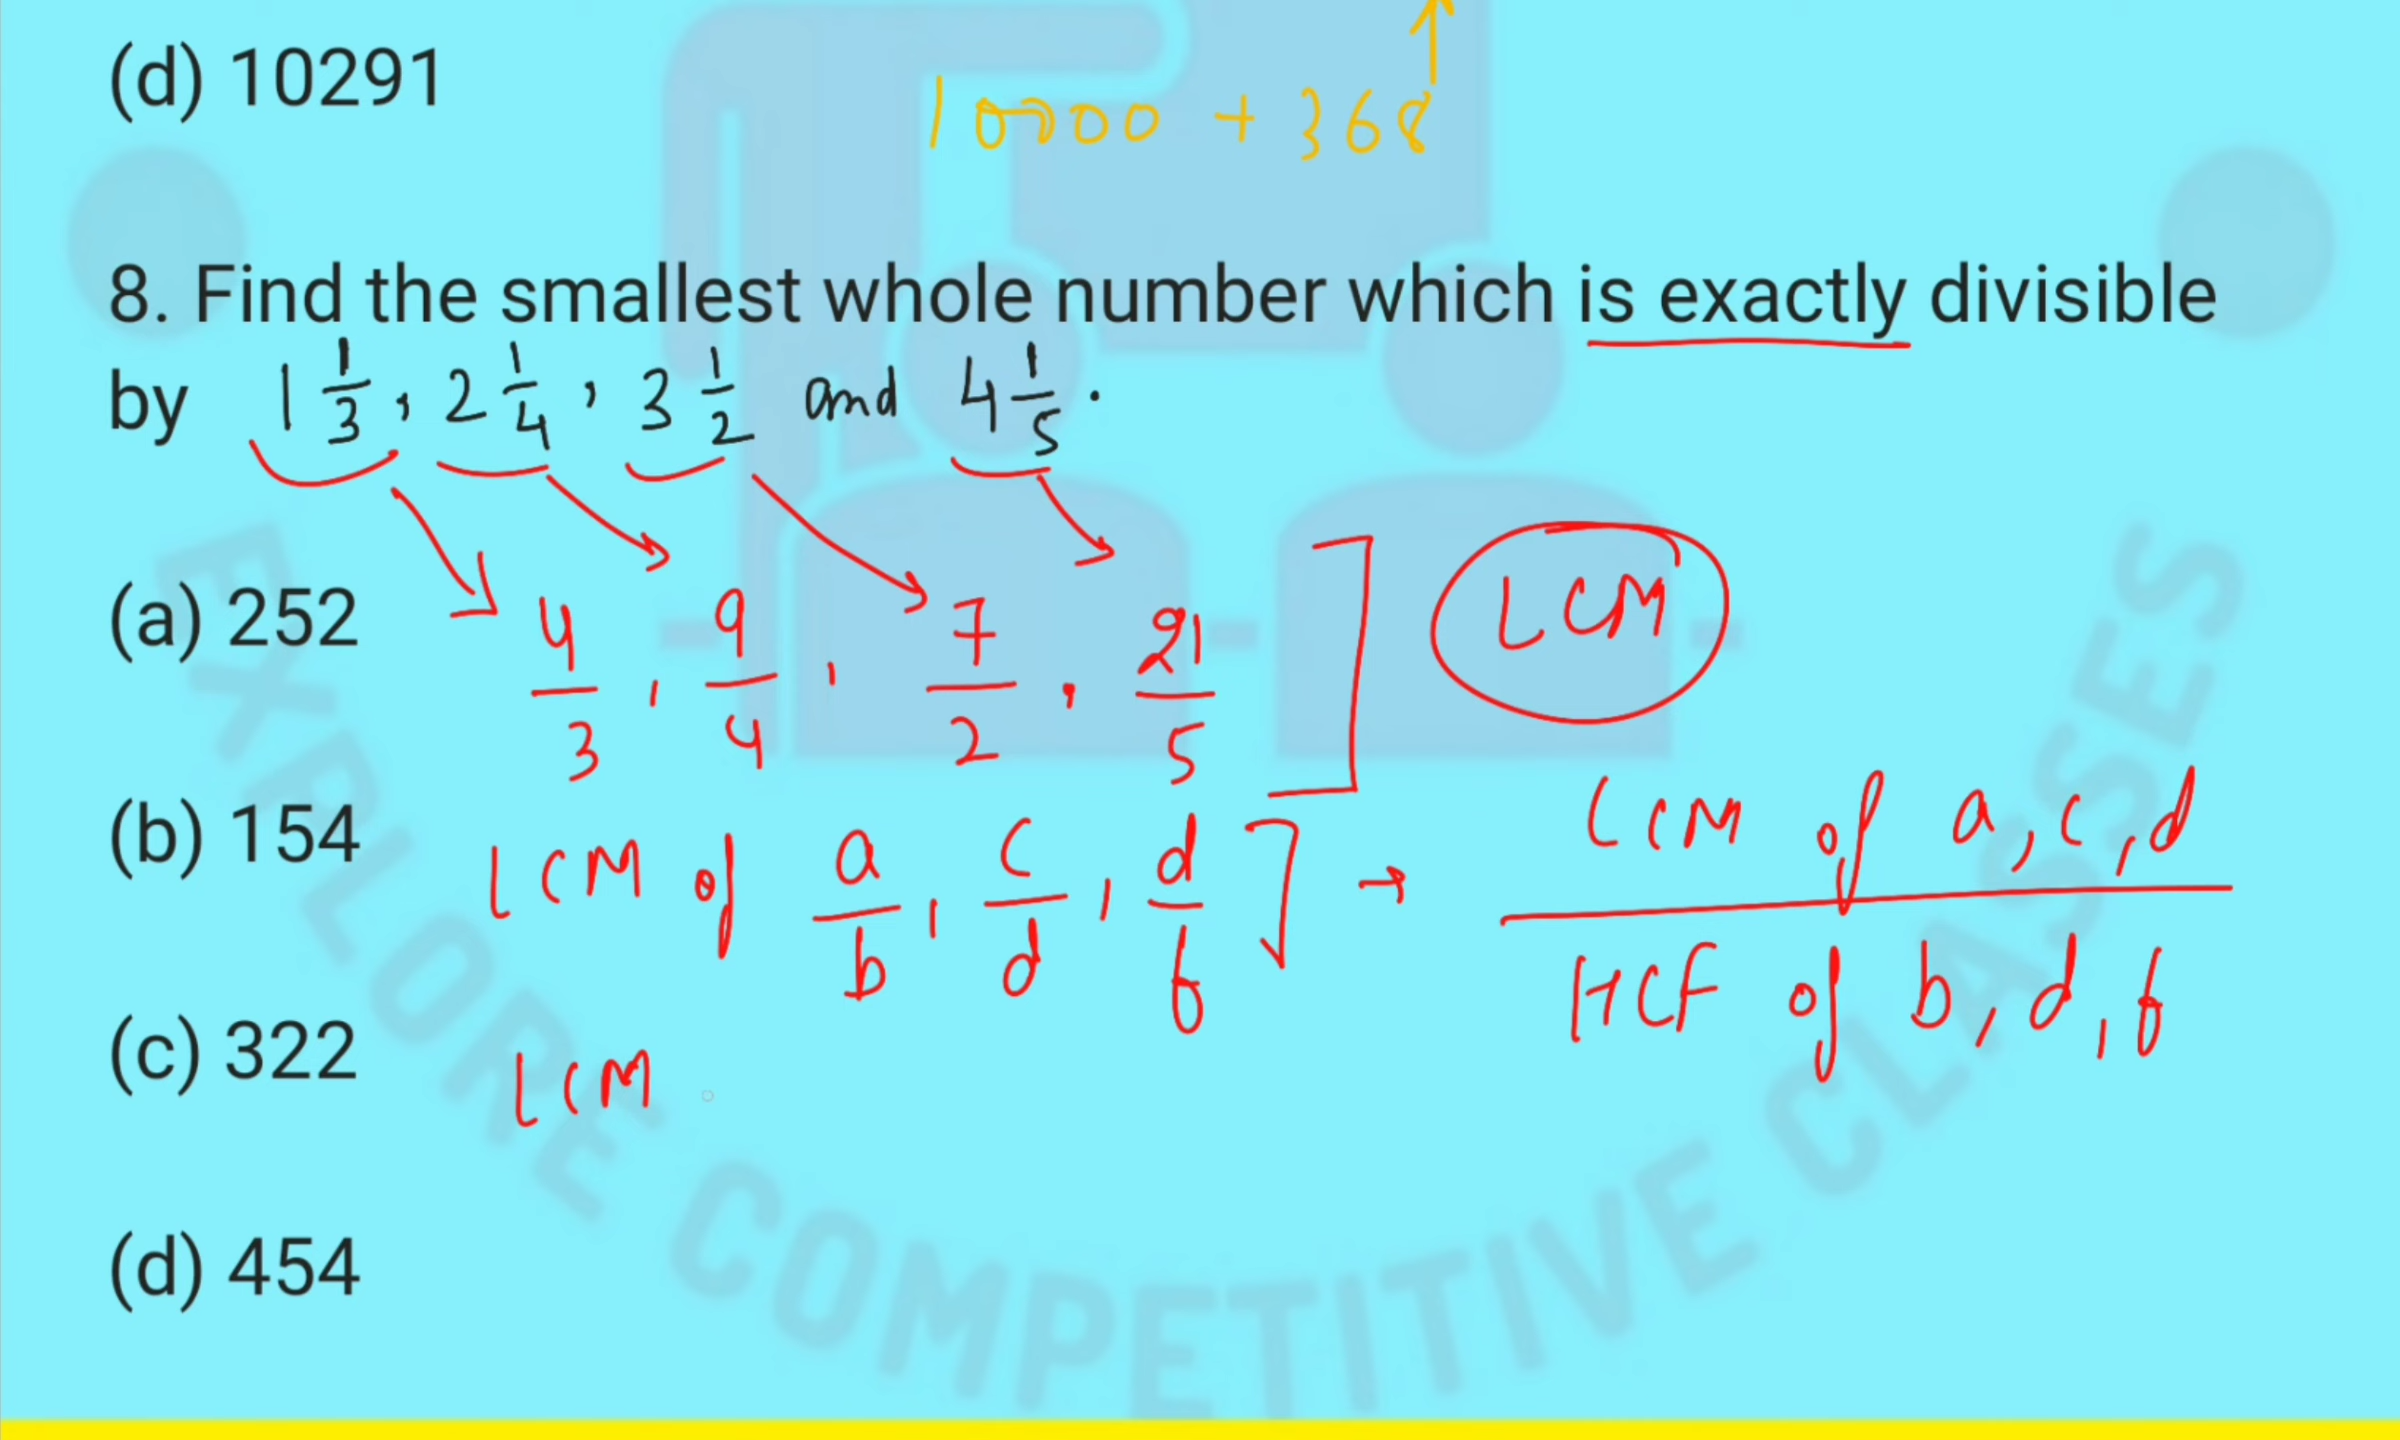 (d) 10291
10000 + 368
8. Find the smallest whole number which is exactly divisible
by 1 1/3, 2 1/4, 3 1/2 and 4 1/5.
(a) 252
4/3, 9/4, 7/2, 21/5 ] LCM
(b) 154
LCM of a/b, c/d, d/f ] → LCM of a, c, d / HCF of b, d, f
(c) 322
LCM
(d) 454
EXPLORE COMPETITIVE CLASSES